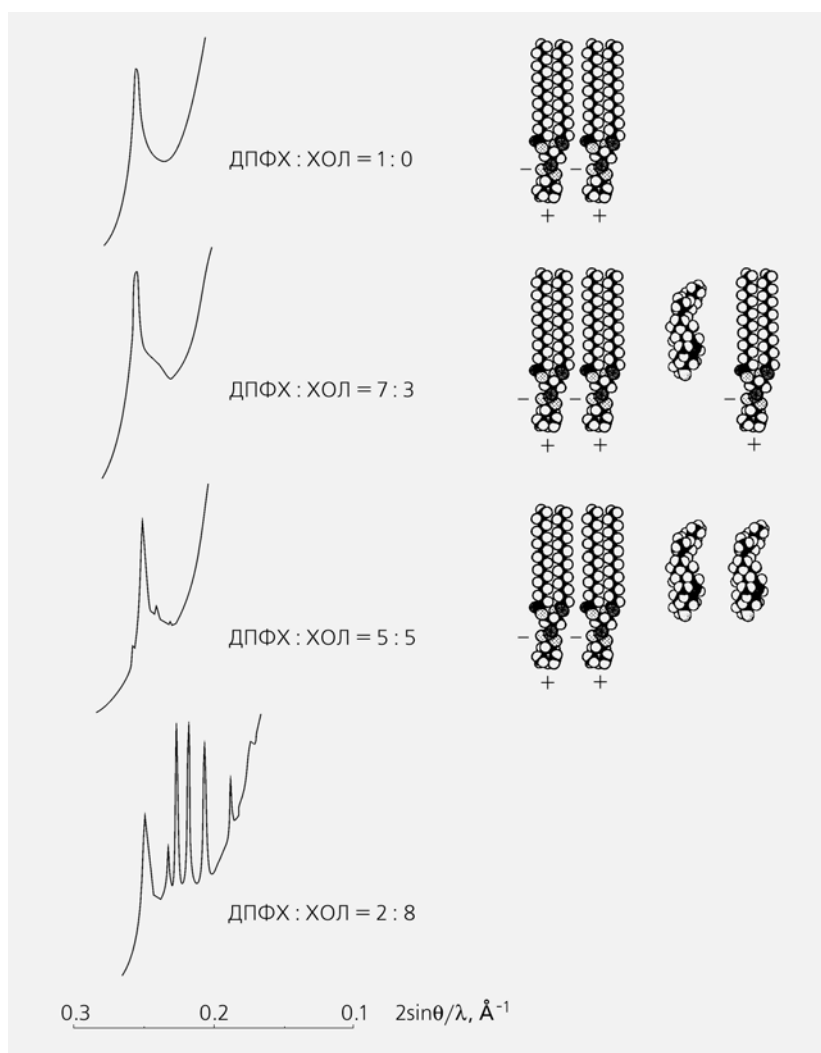 ДПФХ : ХОЛ = 1 : 0
− −
+ +
ДПФХ : ХОЛ = 7 : 3
− − −
+ + +
ДПФХ : ХОЛ = 5 : 5
− −
+ +
ДПФХ : ХОЛ = 2 : 8
0.3 0.2 0.1 2sinθ/λ, Å⁻¹